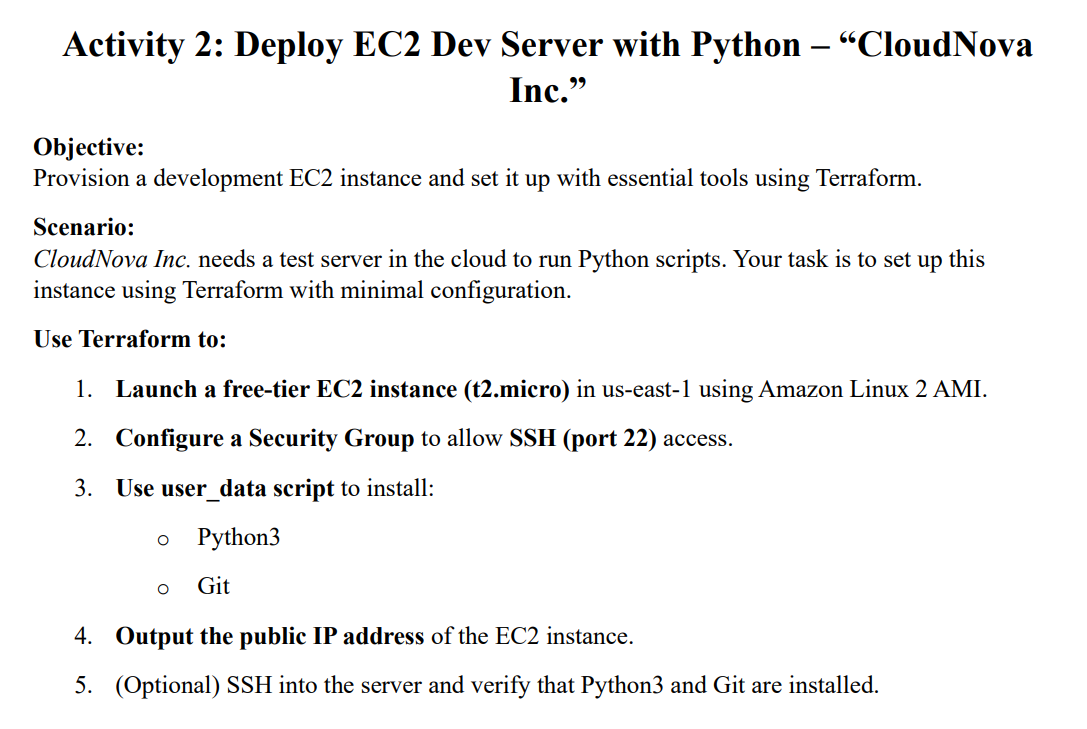 Activity 2: Deploy EC2 Dev Server with Python – “CloudNova
Inc.”
Objective:
Provision a development EC2 instance and set it up with essential tools using Terraform.
Scenario:
CloudNova Inc. needs a test server in the cloud to run Python scripts. Your task is to set up this
instance using Terraform with minimal configuration.
Use Terraform to:
1. Launch a free-tier EC2 instance (t2.micro) in us-east-1 using Amazon Linux 2 AMI.
2. Configure a Security Group to allow SSH (port 22) access.
3. Use user_data script to install:
o Python3
o Git
4. Output the public IP address of the EC2 instance.
5. (Optional) SSH into the server and verify that Python3 and Git are installed.